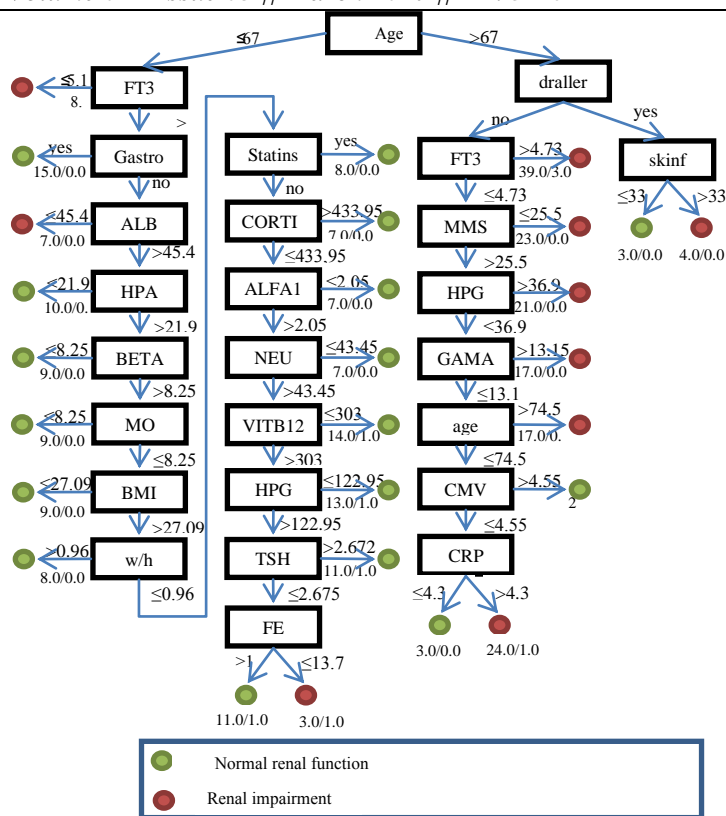 Age
≤67
>67
FT3
≤5.1
8.
>
draller
no
yes
Gastro
yes
15.0/0.0
no
Statins
yes
8.0/0.0
no
FT3
>4.73
39.0/3.0
≤4.73
skinf
≤33
>33
3.0/0.0
4.0/0.0
ALB
≤45.4
7.0/0.0
>45.4
CORTI
>433.95
7.0/0.0
≤433.95
MMS
≤25.5
23.0/0.0
>25.5
HPA
≤21.9
10.0/0.
>21.9
ALFA1
≤2.05
7.0/0.0
>2.05
HPG
>36.9
21.0/0.0
≤36.9
BETA
≤8.25
9.0/0.0
>8.25
NEU
≤43.45
7.0/0.0
>43.45
GAMA
>13.15
17.0/0.0
≤13.1
MO
≤8.25
9.0/0.0
≤8.25
VITB12
≤303
14.0/1.0
>303
age
>74.5
17.0/0.
≤74.5
BMI
≤27.09
9.0/0.0
>27.09
HPG
≤122.95
13.0/1.0
>122.95
CMV
>4.55
2
≤4.55
w/h
>0.96
8.0/0.0
≤0.96
TSH
>2.672
11.0/1.0
≤2.675
CRP
≤4.3
>4.3
3.0/0.0
24.0/1.0
FE
>1
≤13.7
11.0/1.0
3.0/1.0
Normal renal function
Renal impairment